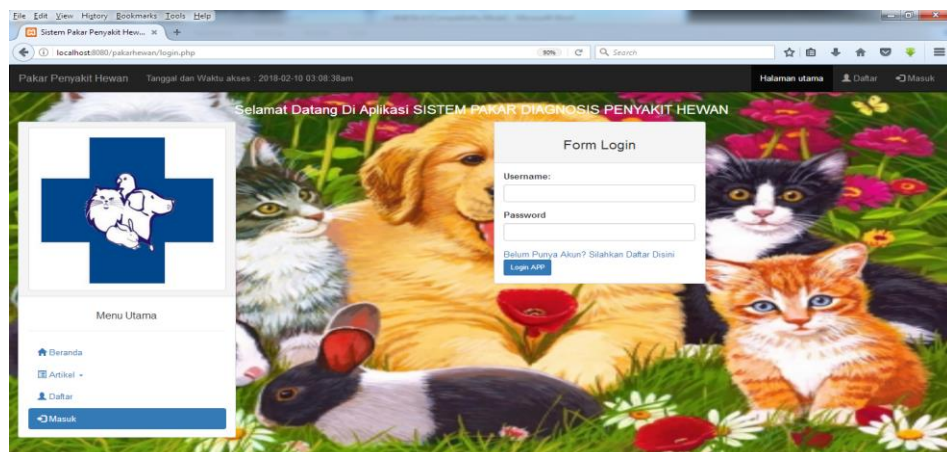 File Edit View History Bookmarks Tools Help
Sistem Pakar Penyakit Hew...
localhost:8080/pakarhewan/login.php
90%
Search
Pakar Penyakit Hewan
Tanggal dan Waktu akses : 2018-02-10 03:08:38am
Halaman utama
Daftar
Masuk
Selamat Datang Di Aplikasi SISTEM PAKAR DIAGNOSIS PENYAKIT HEWAN
Form Login
Username:
Password
Belum Punya Akun? Silahkan Daftar Disini
Login APP
Menu Utama
Beranda
Artikel
Daftar
Masuk